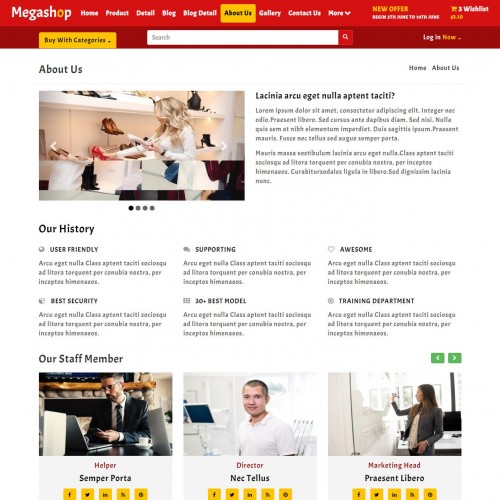 Megashop
Home Product Detail Blog Blog Detail About Us Gallery Contact Us More
NEW OFFER
BEGIN 5TH JUNE TO 10TH JUNE
3 Wishlist
$2.10
Buy With Categories
Search
Log in Now
About Us
Home About Us
Lacinia arcu eget nulla aptent taciti?
Lorem ipsum dolor sit amet, consectetur adipiscing elit. Integer nec
odio.Praesent libero. Sed cursus ante dapibus diam. Sed nisi. Nulla
quis sem at nibh elementum imperdiet. Duis sagittis ipsum.Praesent
mauris. Fusce nec tellus sed augue semper porta.
Mauris massa vestibulum lacinia arcu eget nulla.Class aptent taciti
sociosqu ad litora torquent per conubia nostra, per inceptos
himenaeos. Curabitursodales ligula in libero.Sed dignissim lacinia
nunc.
Our History
USER FRIENDLY
Arcu eget nulla Class aptent taciti sociosqu
ad litora torquent per conubia nostra, per
inceptos himenaeos.
SUPPORTING
Arcu eget nulla Class aptent taciti sociosqu
ad litora torquent per conubia nostra, per
inceptos himenaeos.
AWESOME
Arcu eget nulla Class aptent taciti sociosqu
ad litora torquent per conubia nostra, per
inceptos himenaeos.
BEST SECURITY
Arcu eget nulla Class aptent taciti sociosqu
ad litora torquent per conubia nostra, per
inceptos himenaeos.
30+ BEST MODEL
Arcu eget nulla Class aptent taciti sociosqu
ad litora torquent per conubia nostra, per
inceptos himenaeos.
TRAINING DEPARTMENT
Arcu eget nulla Class aptent taciti sociosqu
ad litora torquent per conubia nostra, per
inceptos himenaeos.
Our Staff Member
Helper
Semper Porta
Director
Nec Tellus
Marketing Head
Praesent Libero